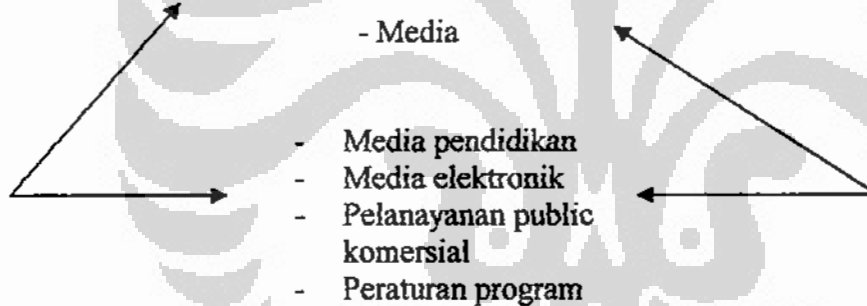 - Media
- Media pendidikan
- Media elektronik
- Pelanayanan public
komersial
- Peraturan program